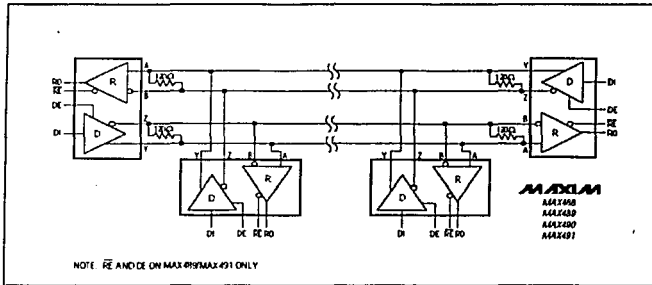 A
Y
RO
R
120Ω
120Ω
D
DI
RE
B
Z
DE
DE
Z
B
RE
DI
D
120Ω
120Ω
R
RO
Y
A
Y Z B A
Y Z B A
D R
D R
DI DE RE RO
DI DE RE RO
MAXIM
MAX488
MAX489
MAX490
MAX491
NOTE: RE AND DE ON MAX489/MAX491 ONLY